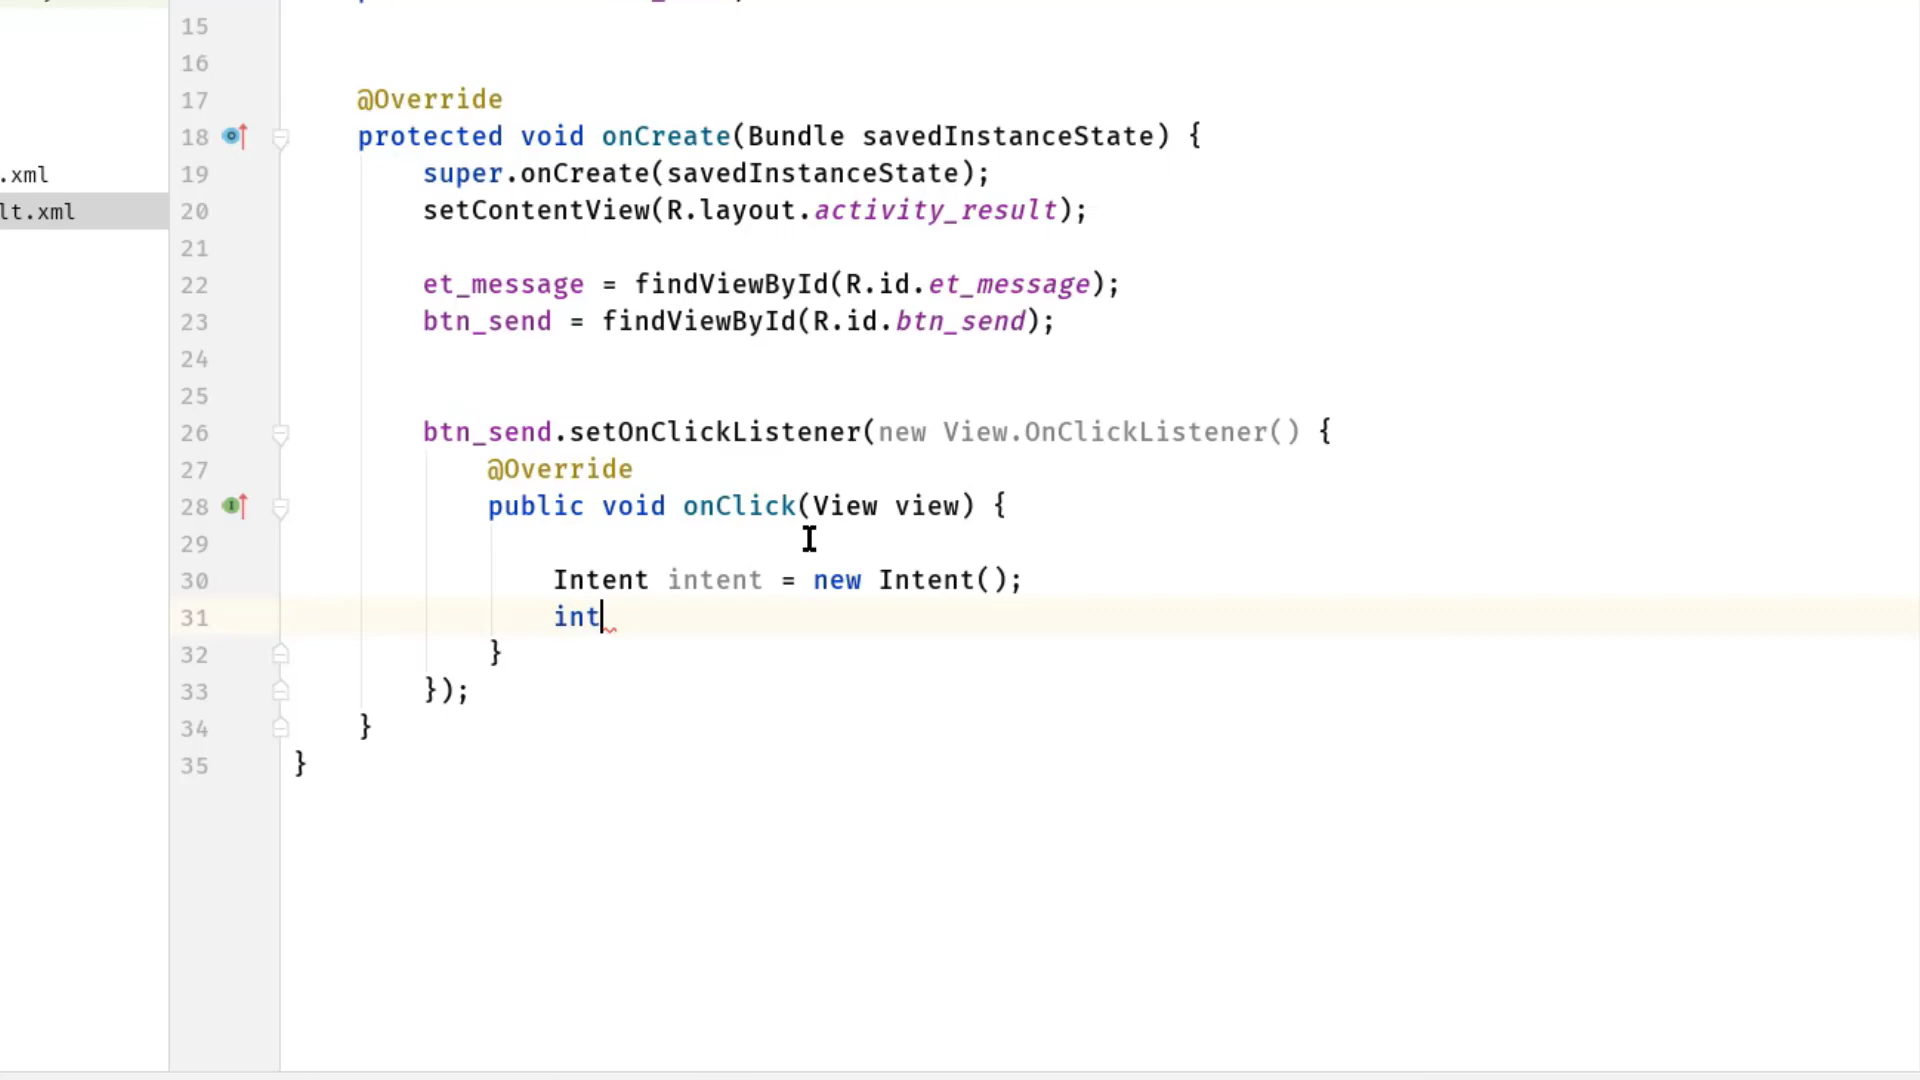 15
16
17 @Override
18 protected void onCreate(Bundle savedInstanceState) {
.xml
19 super.onCreate(savedInstanceState);
lt.xml
20 setContentView(R.layout.activity_result);
21
22 et_message = findViewById(R.id.et_message);
23 btn_send = findViewById(R.id.btn_send);
24
25
26 btn_send.setOnClickListener(new View.OnClickListener() {
27 @Override
28 public void onClick(View view) {
29
30 Intent intent = new Intent();
31 int
32 }
33 });
34 }
35 }